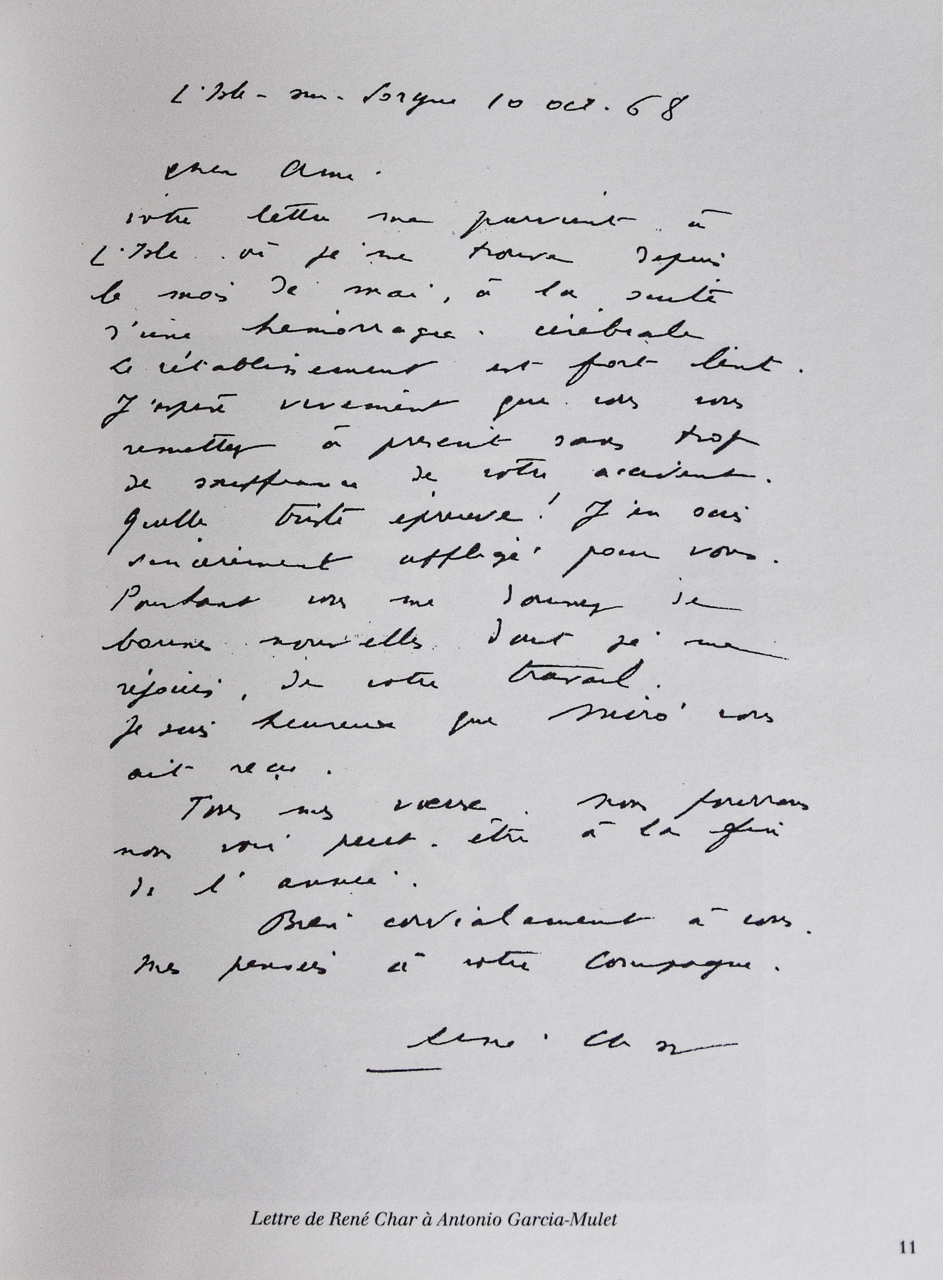 L'Isle-sur-Sorgue 10 oct. 68
Cher Ami.
votre lettre me parvient à
L'Isle où je me trouve depuis
le mois de mai, à la suite
d'une hémorragie cérébrale
Le rétablissement est fort lent.
J'espère vivement que vous vous
remettez à présent sans trop
de souffrance de votre accident.
Quelle triste épreuve! J'en suis
sincèrement affligé pour vous.
Pourtant vous me donnez de
bonnes nouvelles dont je me
réjouis, de votre travail.
Je suis heureux que Miró vous
ait reçu.
Tous mes vœux. Nous pourrons
nous voir peut-être à la fin
de l'année.
Bien cordialement à vous.
Mes pensées à votre Compagne.
René Char
Lettre de René Char à Antonio Garcia-Mulet
11